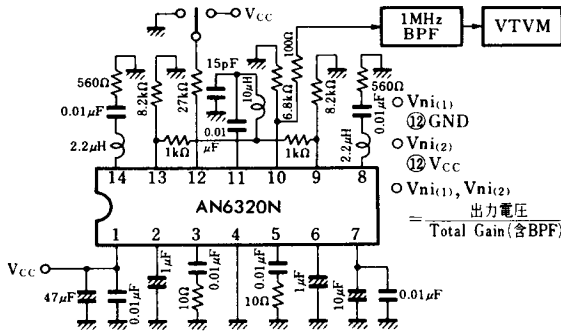 VCC
1MHz
BPF
VTVM
100Ω
15pF
10μH
6.8kΩ
8.2kΩ
560Ω
0.01μF
2.2μH
560Ω
0.01μF
2.2μH
8.2kΩ
27kΩ
1kΩ
0.01
μF
1kΩ
14 13 12 11 10 9 8
AN6320N
1 2 3 4 5 6 7
VCC
47μF
0.01μF
1μF
10Ω
0.01μF
10Ω
0.01μF
1μF
10μF
0.01μF
○ Vni(1)
⑫GND
○ Vni(2)
⑫VCC
○ Vni(1), Vni(2)
= 出力電圧
Total Gain(含BPF)